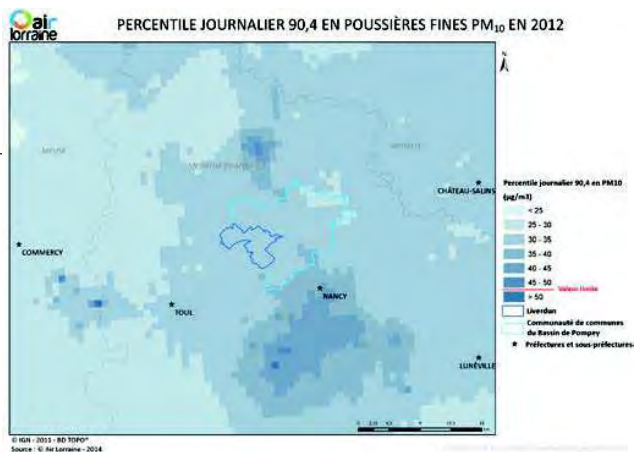 air
lorraine
PERCENTILE JOURNALIER 90,4 EN POUSSIÈRES FINES PM10 EN 2012
N
MEUSE
MOSELLE
CHÂTEAU-SALINS
COMMERCY
TOUL
NANCY
LUNÉVILLE
Percentile journalier 90,4 en PM10
(µg/m3)
< 25
25 - 30
30 - 35
35 - 40
40 - 45
45 - 50
> 50
Valeur limite
Liverdun
Communauté de communes
du Bassin de Pompey
Préfectures et sous-préfectures
© IGN - 2011 - BD TOPO®
Source : © Air Lorraine - 2014